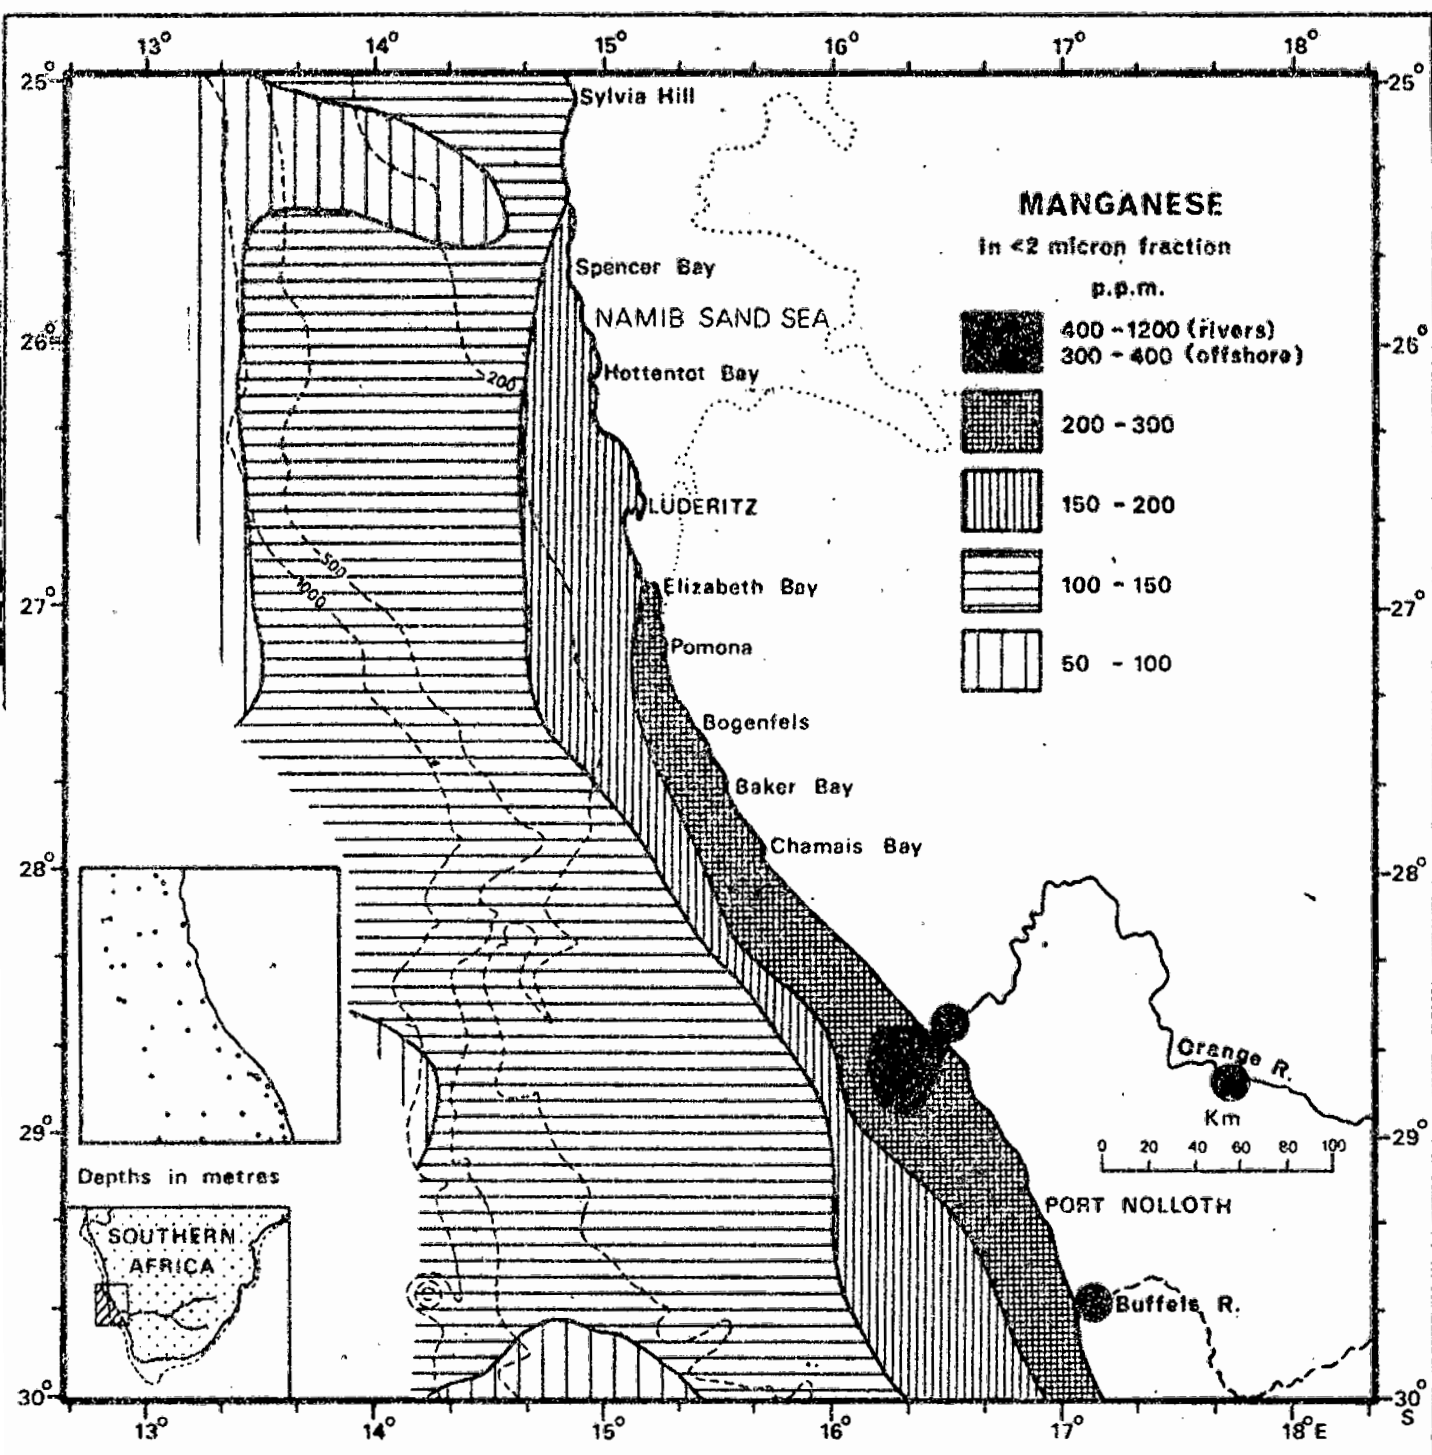 13° 14° 15° 16° 17° 18°
25° 25°
Sylvia Hill
MANGANESE
In <2 micron fraction
p.p.m.
Spencer Bay
NAMIB SAND SEA
400 - 1200 (rivers)
300 - 400 (offshore)
26° 26°
200
Hottentot Bay
200 - 300
LÜDERITZ
150 - 200
500
1000
Elizabeth Bay
100 - 150
27° 27°
Pomona
50 - 100
Bogenfels
Baker Bay
Chamais Bay
28° 28°
Orange R.
Km
0 20 40 60 80 100
29° 29°
Depths in metres
PORT NOLLOTH
SOUTHERN
AFRICA
Buffels R.
30° 30°
S
13° 14° 15° 16° 17° 18°E